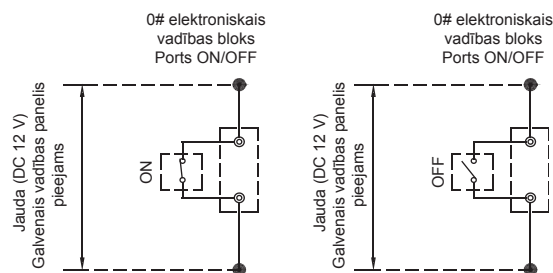 0# elektroniskais
vadības bloks
Ports ON/OFF
Jauda (DC 12 V)
Galvenais vadības panelis
pieejams
ON
0# elektroniskais
vadības bloks
Ports ON/OFF
Jauda (DC 12 V)
Galvenais vadības panelis
pieejams
OFF